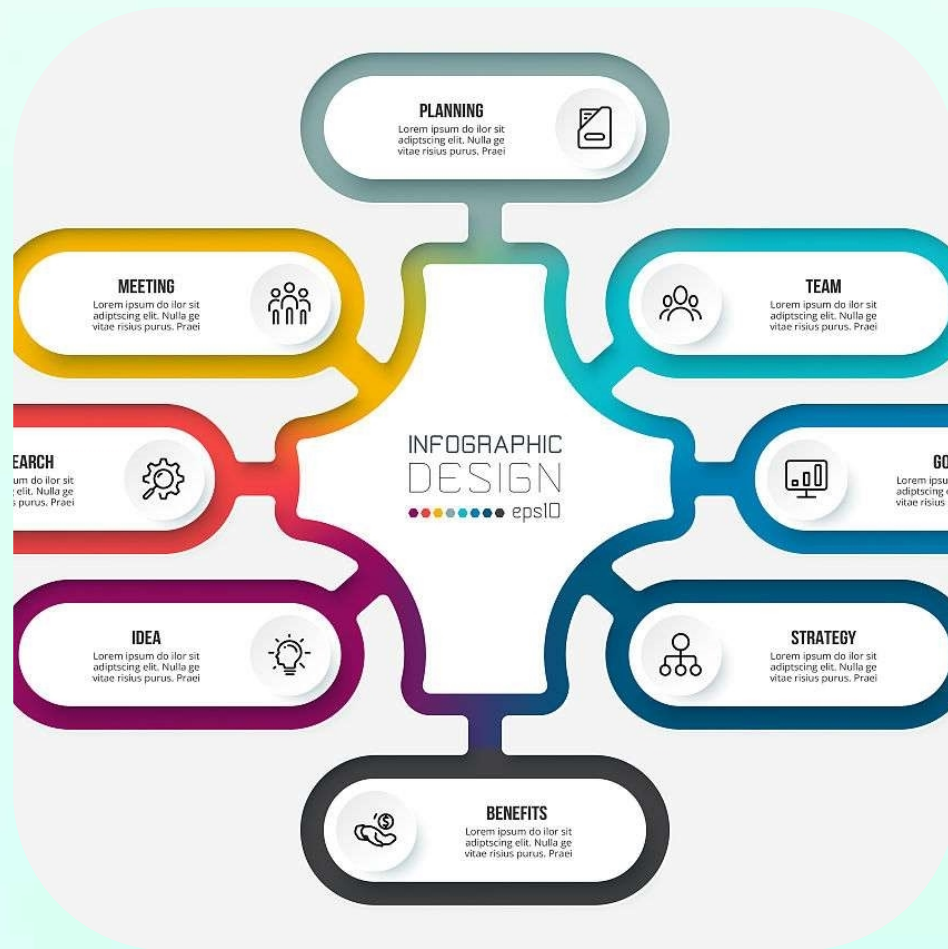 PLANNING
Lorem ipsum do ilor sit
adiptscing elit. Nulla ge
vitae risius purus. Praei
MEETING
Lorem ipsum do ilor sit
adiptscing elit. Nulla ge
vitae risius purus. Praei
TEAM
Lorem ipsum do ilor sit
adiptscing elit. Nulla ge
vitae risius purus. Praei
EARCH
um do ilor sit
elit. Nulla ge
purus. Praei
INFOGRAPHIC
DESIGN
eps10
GO
Lorem ipsu
adiptscing e
vitae risius
IDEA
Lorem ipsum do ilor sit
adiptscing elit. Nulla ge
vitae risius purus. Praei
STRATEGY
Lorem ipsum do ilor sit
adiptscing elit. Nulla ge
vitae risius purus. Praei
BENEFITS
Lorem ipsum do ilor sit
adiptscing elit. Nulla ge
vitae risius purus. Praei